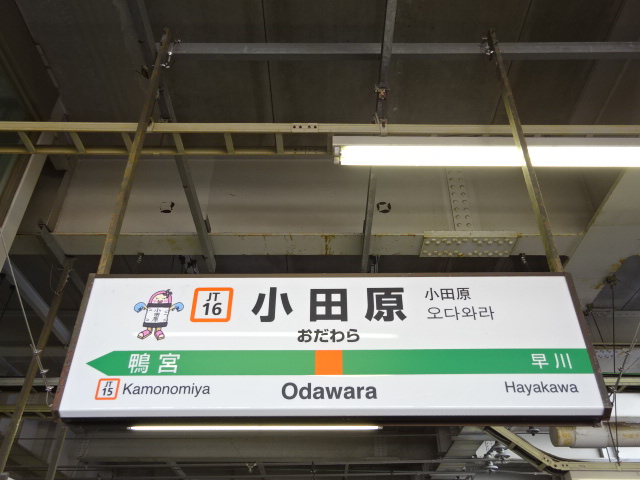 JT
16
小田原
小田原
오다와라
おだわら
鴨宮
早川
JT
15
Kamonomiya
Odawara
Hayakawa